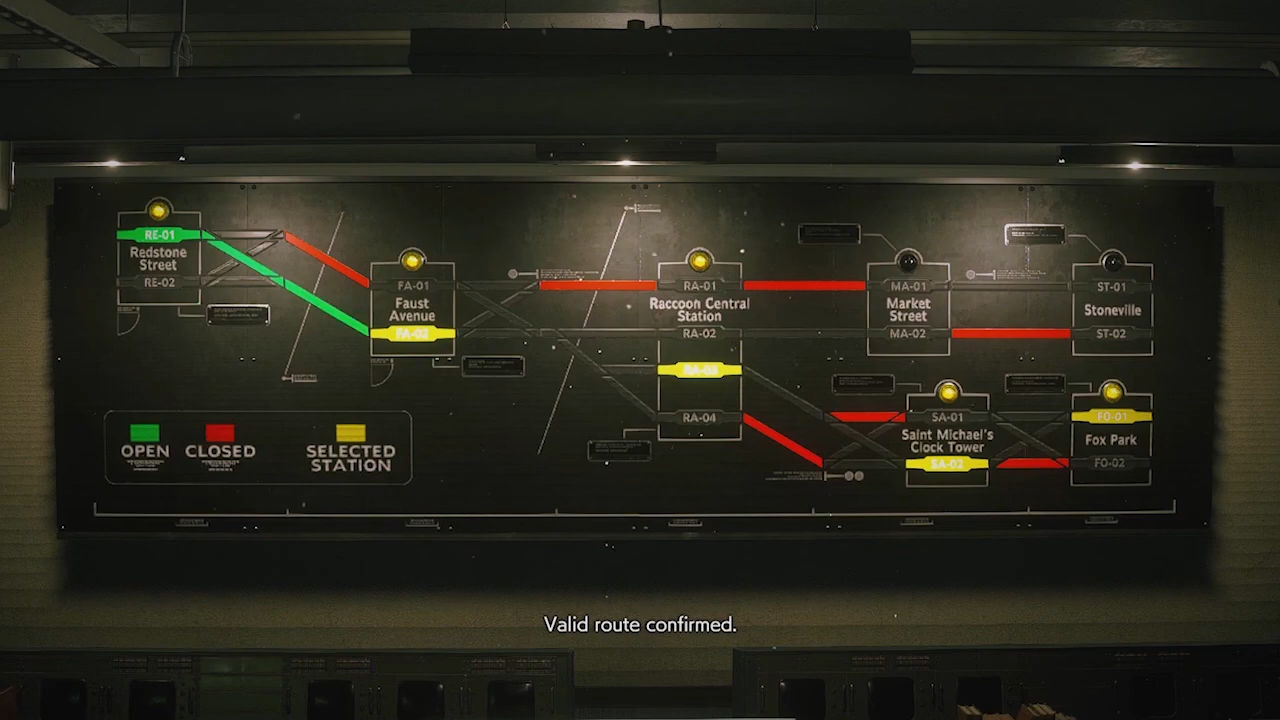 RE-01
Redstone
Street
RE-02
FA-01
Faust
Avenue
FA-02
RA-01
Raccoon Central
Station
RA-02
RA-03
RA-04
MA-01
Market
Street
MA-02
ST-01
Stoneville
ST-02
SA-01
Saint Michael's
Clock Tower
SA-02
FO-01
Fox Park
FO-02
OPEN
CLOSED
SELECTED
STATION
Valid route confirmed.